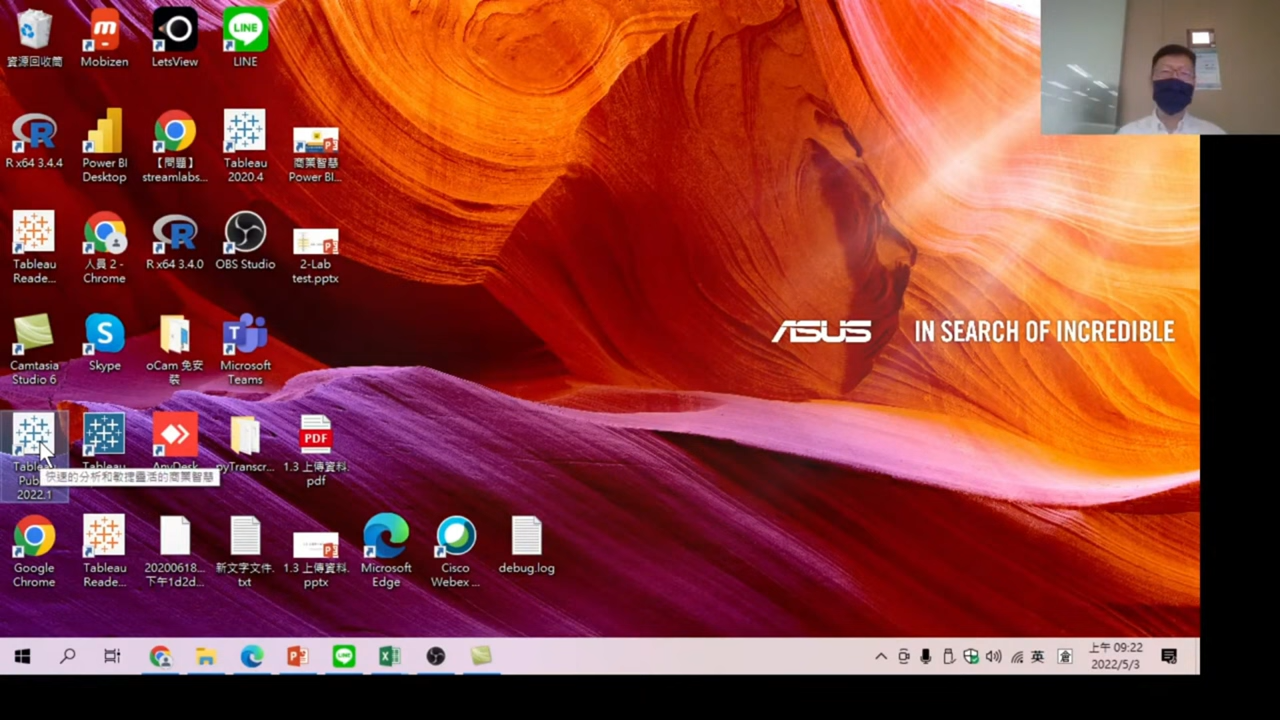 資源回收筒
Mobizen
LetsView
LINE
LINE
R x64 3.4.4
Power BI
Desktop
【問題】
streamlabs...
Tableau
2020.4
商業智慧
Power BI...
Tableau
Reade...
人員 2 -
Chrome
R x64 3.4.0
OBS Studio
2-Lab
test.pptx
ASUS IN SEARCH OF INCREDIBLE
Camtasia
Studio 6
Skype
oCam 免安
裝
Microsoft
Teams
2022.1
快速的分析和敏捷靈活的商業智慧
Tableau
AnyDesk
pyTranscr...
PDF
1.3 上傳資料.
pdf
Google
Chrome
Tableau
Reade...
20200618...
下午1d2d...
新文字文件.
txt
1.3 上傳資料.
pptx
Microsoft
Edge
Cisco
Webex ...
debug.log
英
倉
上午 09:22
2022/5/3